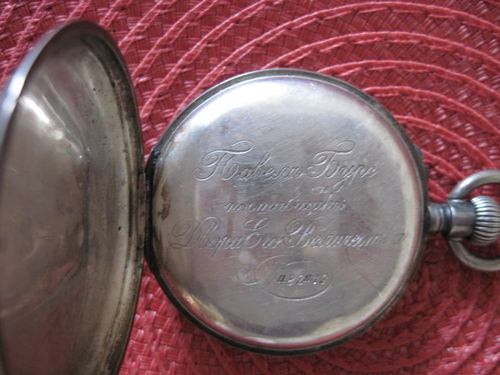 Павелъ Буре
поставщикъ
Двора Его Величества
№